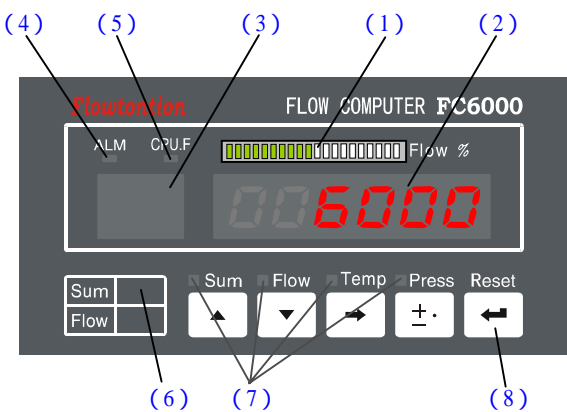 (4) (5) (3) (1) (2)
Flowtontion FLOW COMPUTER FC6000
ALM CPU.F Flow %
006000
Sum Flow Temp Press Reset
Sum
Flow
(6) (7) (8)